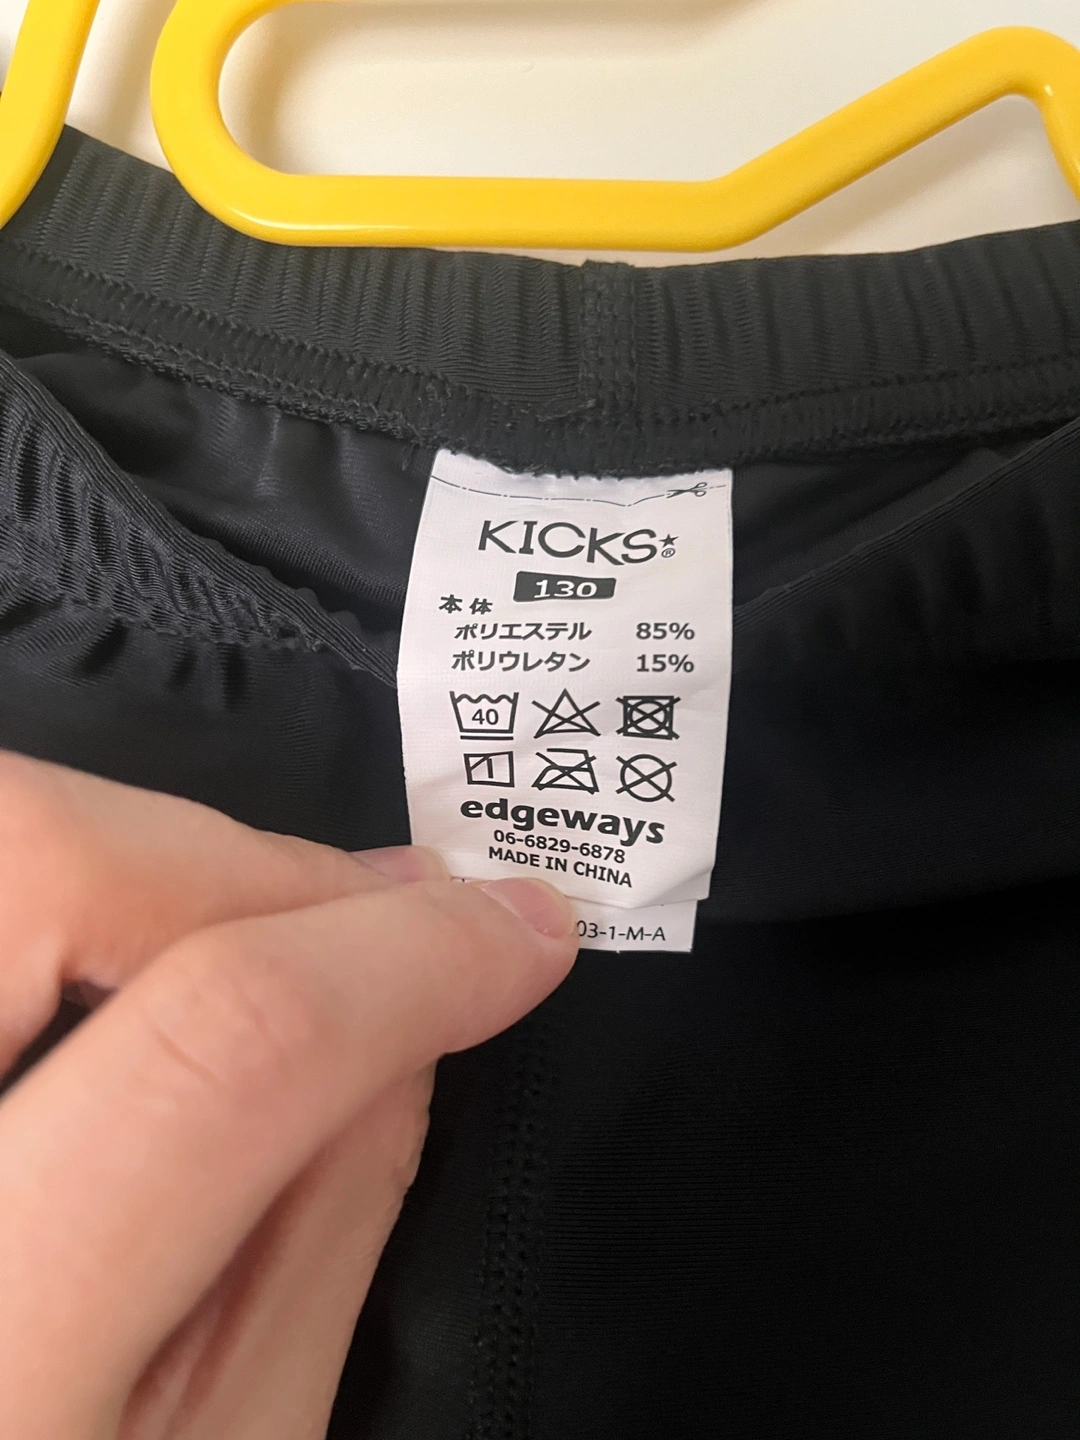 KICKS★®
130
本体
ポリエステル 85%
ポリウレタン 15%
40
edgeways
06-6829-6878
MADE IN CHINA
03-1-M-A